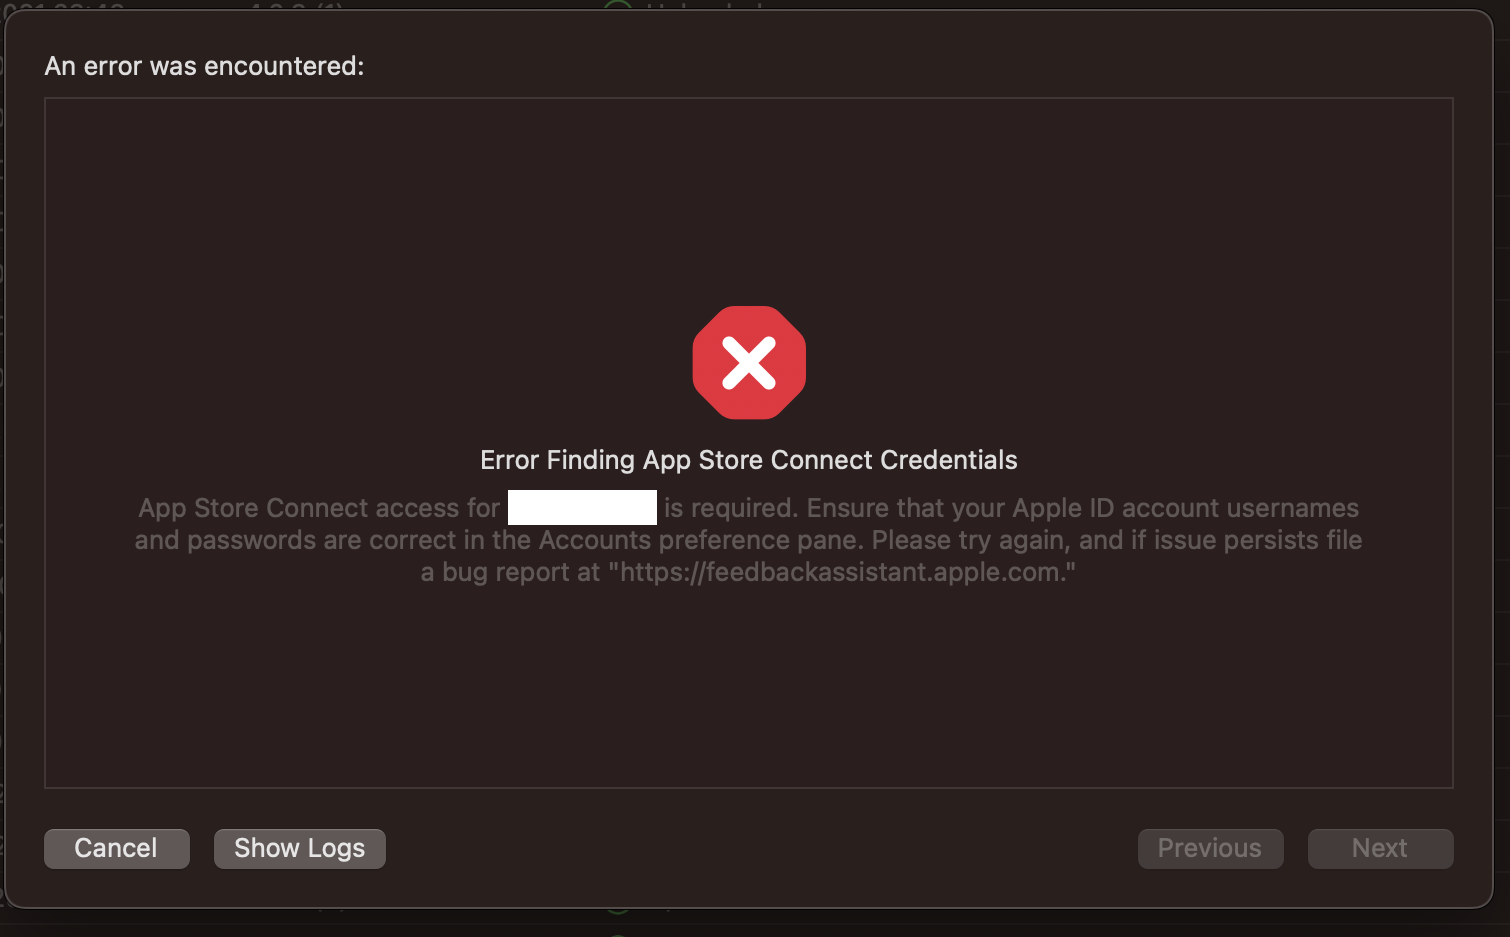 An error was encountered:
Error Finding App Store Connect Credentials
App Store Connect access for is required. Ensure that your Apple ID account usernames
and passwords are correct in the Accounts preference pane. Please try again, and if issue persists file
a bug report at "https://feedbackassistant.apple.com."
Cancel Show Logs Previous Next